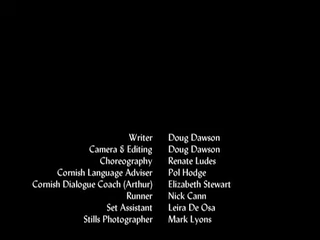 Writer Doug Dawson
Camera & Editing Doug Dawson
Choreography Renate Ludes
Cornish Language Adviser Pol Hodge
Cornish Dialogue Coach (Arthur) Elizabeth Stewart
Runner Nick Cann
Set Assistant Leira De Osa
Stills Photographer Mark Lyons